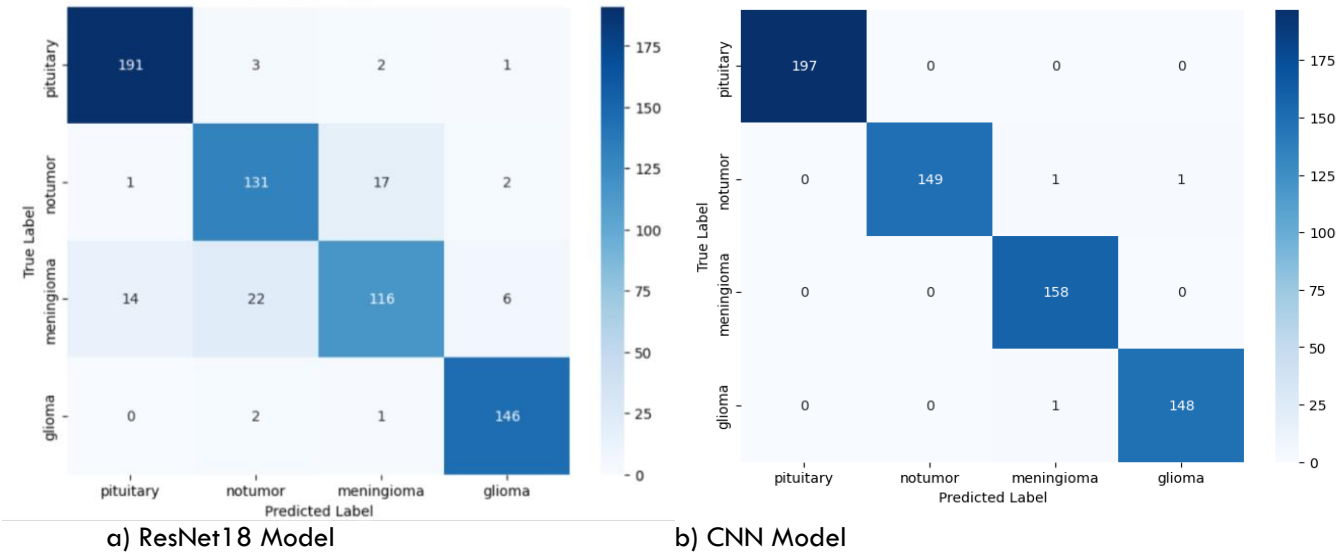 175
150
125
100
75
50
25
0
pituitary
191 3 2 1
notumor
1 131 17 2
meningioma
14 22 116 6
glioma
0 2 1 146
True Label
pituitary notumor meningioma glioma
Predicted Label
a) ResNet18 Model
175
150
125
100
75
50
25
0
pituitary
197 0 0 0
notumor
0 149 1 1
meningioma
0 0 158 0
glioma
0 0 1 148
True Label
pituitary notumor meningioma glioma
Predicted Label
b) CNN Model